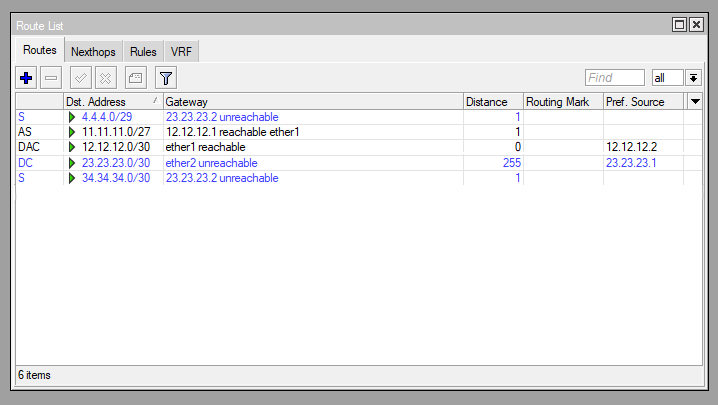 Route List
Routes Nexthops Rules VRF
Find all
Dst. Address Gateway Distance Routing Mark Pref. Source
S 4.4.4.0/29 23.23.23.2 unreachable 1
AS 11.11.11.0/27 12.12.12.1 reachable ether1 1
DAC 12.12.12.0/30 ether1 reachable 0 12.12.12.2
DC 23.23.23.0/30 ether2 unreachable 255 23.23.23.1
S 34.34.34.0/30 23.23.23.2 unreachable 1
6 items